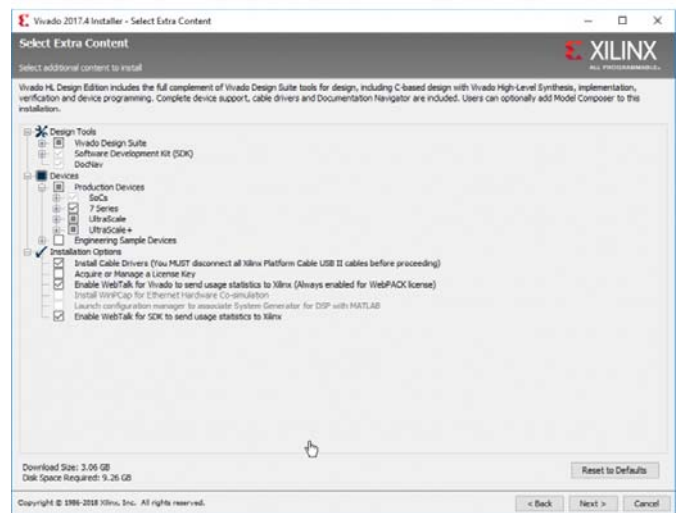 Vivado 2017.4 Installer - Select Extra Content
Select Extra Content
Select additional content to install
XILINX
ALL PROGRAMMABLE.
Vivado HL Design Edition includes the full complement of Vivado Design Suite tools for design, including C-based design with Vivado High-Level Synthesis, implementation,
verification and device programming. Complete device support, cable drivers and Documentation Navigator are included. Users can optionally add Model Composer to this
installation.
Design Tools
Vivado Design Suite
Software Development Kit (SDK)
DocNav
Devices
Production Devices
SoCs
7 Series
UltraScale
UltraScale+
Engineering Sample Devices
Installation Options
Install Cable Drivers (You MUST disconnect all Xilinx Platform Cable USB II cables before proceeding)
Acquire or Manage a License Key
Enable WebTalk for Vivado to send usage statistics to Xilinx (Always enabled for WebPACK license)
Install WinPCap for Ethernet Hardware Co-simulation
Launch configuration manager to associate System Generator for DSP with MATLAB
Enable WebTalk for SDK to send usage statistics to Xilinx
Download Size: 3.06 GB
Disk Space Required: 9.26 GB
Reset to Defaults
Copyright © 1986-2018 Xilinx, Inc. All rights reserved.
< Back
Next >
Cancel